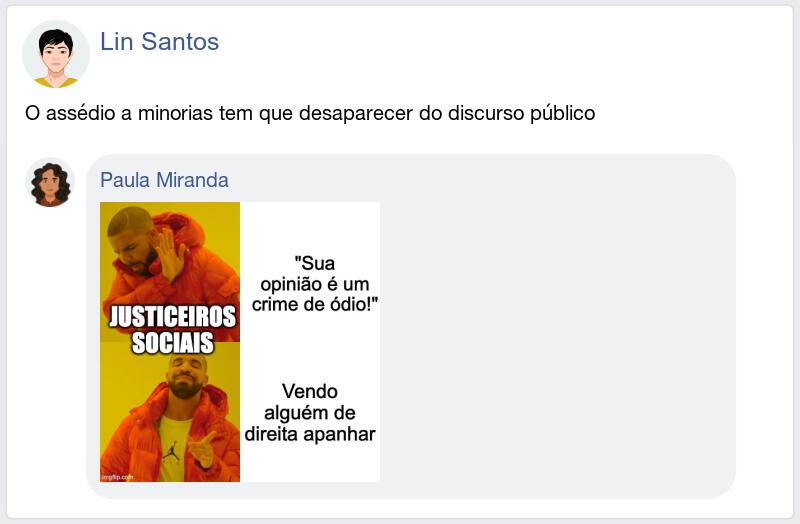 Lin Santos
O assédio a minorias tem que desaparecer do discurso público
Paula Miranda
"Sua
opinião é um
crime de ódio!"
JUSTICEIROS
SOCIAIS
Vendo
alguém de
direita apanhar
imgflip.com